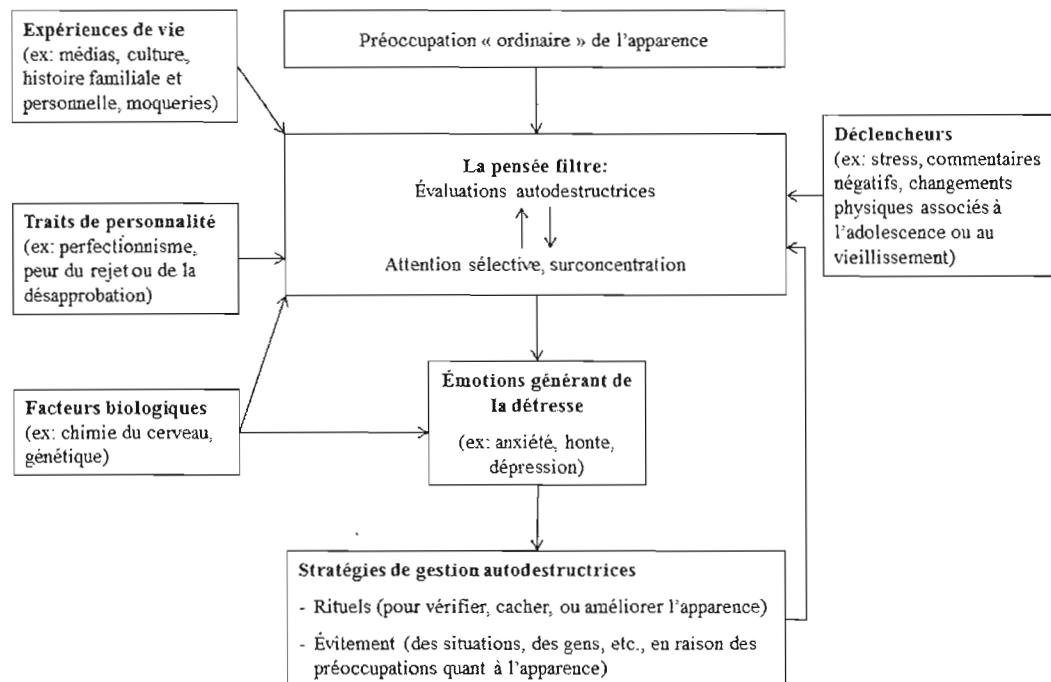 Expériences de vie
(ex: médias, culture,
histoire familiale et
personnelle, moqueries)
Préoccupation « ordinaire » de l'apparence
La pensée filtre:
Évaluations autodestructrices
Attention sélective, surconcentration
Déclencheurs
(ex: stress, commentaires
négatifs, changements
physiques associés à
l'adolescence ou au
vieillissement)
Traits de personnalité
(ex: perfectionnisme,
peur du rejet ou de la
désapprobation)
Facteurs biologiques
(ex: chimie du cerveau,
génétique)
Émotions générant de
la détresse
(ex: anxiété, honte,
dépression)
Stratégies de gestion autodestructrices
- Rituels (pour vérifier, cacher, ou améliorer l'apparence)
- Évitement (des situations, des gens, etc., en raison des
préoccupations quant à l'apparence)